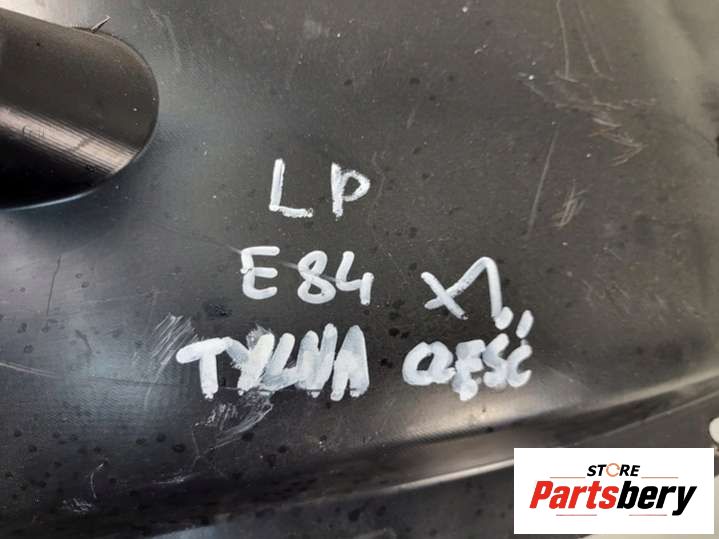 LP
E84 X1
TYLNA CZĘŚĆ
STORE
Partsbery